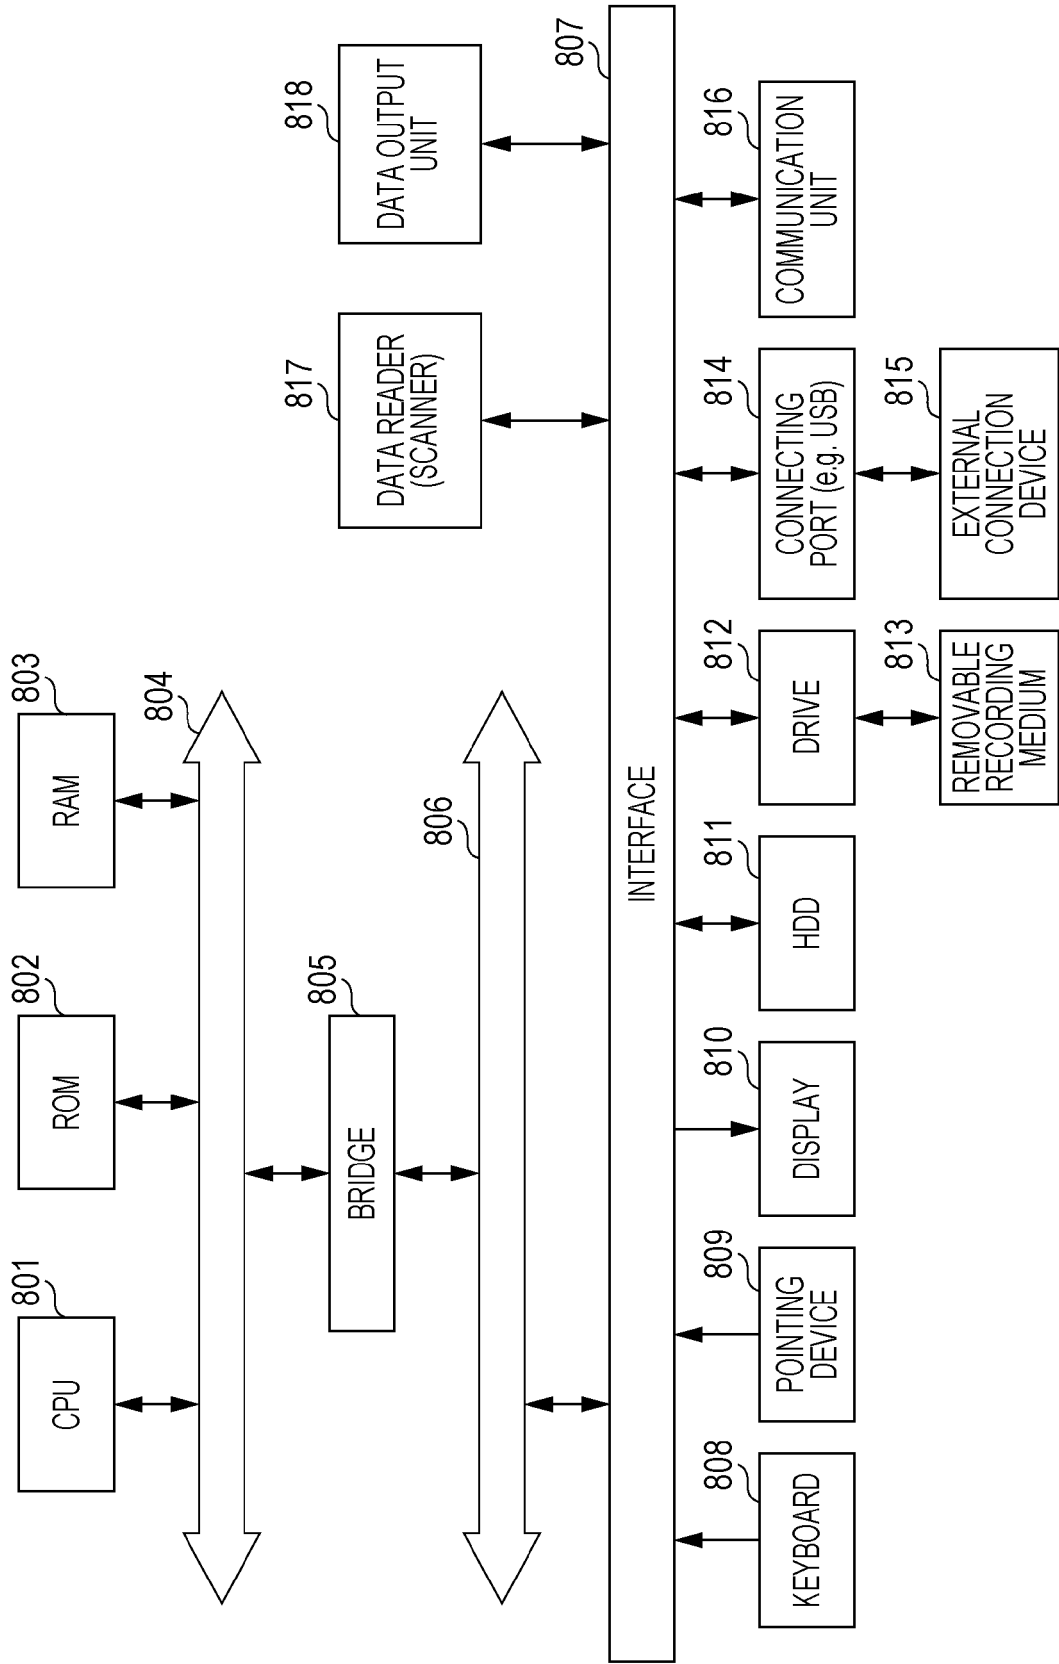 801
CPU
802
ROM
803
RAM
804
805
BRIDGE
806
817
DATA READER
(SCANNER)
818
DATA OUTPUT
UNIT
807
INTERFACE
808
KEYBOARD
809
POINTING
DEVICE
810
DISPLAY
811
HDD
812
DRIVE
813
REMOVABLE
RECORDING
MEDIUM
814
CONNECTING
PORT (e.g. USB)
815
EXTERNAL
CONNECTION
DEVICE
816
COMMUNICATION
UNIT